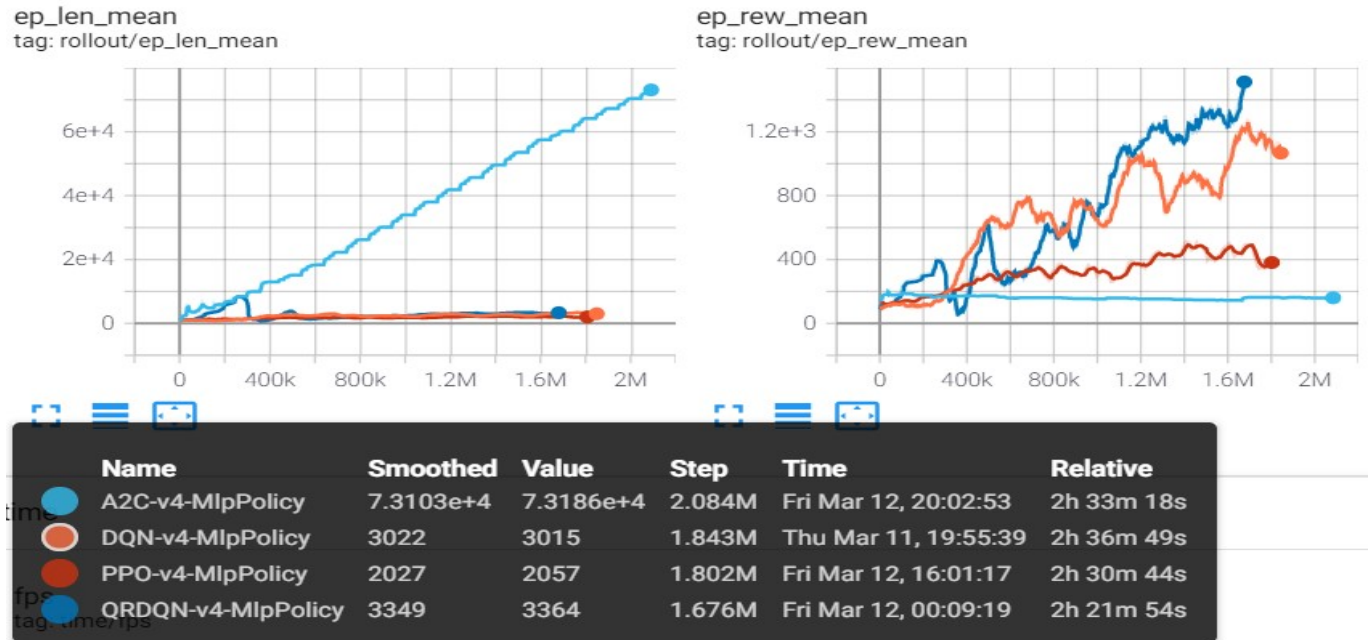 ep_len_mean
tag: rollout/ep_len_mean
6e+4
4e+4
2e+4
0
0 400k 800k 1.2M 1.6M 2M
ep_rew_mean
tag: rollout/ep_rew_mean
1.2e+3
800
400
0
0 400k 800k 1.2M 1.6M 2M
Name Smoothed Value Step Time Relative
A2C-v4-MlpPolicy 7.3103e+4 7.3186e+4 2.084M Fri Mar 12, 20:02:53 2h 33m 18s
DQN-v4-MlpPolicy 3022 3015 1.843M Thu Mar 11, 19:55:39 2h 36m 49s
PPO-v4-MlpPolicy 2027 2057 1.802M Fri Mar 12, 16:01:17 2h 30m 44s
QRDQN-v4-MlpPolicy 3349 3364 1.676M Fri Mar 12, 00:09:19 2h 21m 54s
time
fps
tag: time/fps